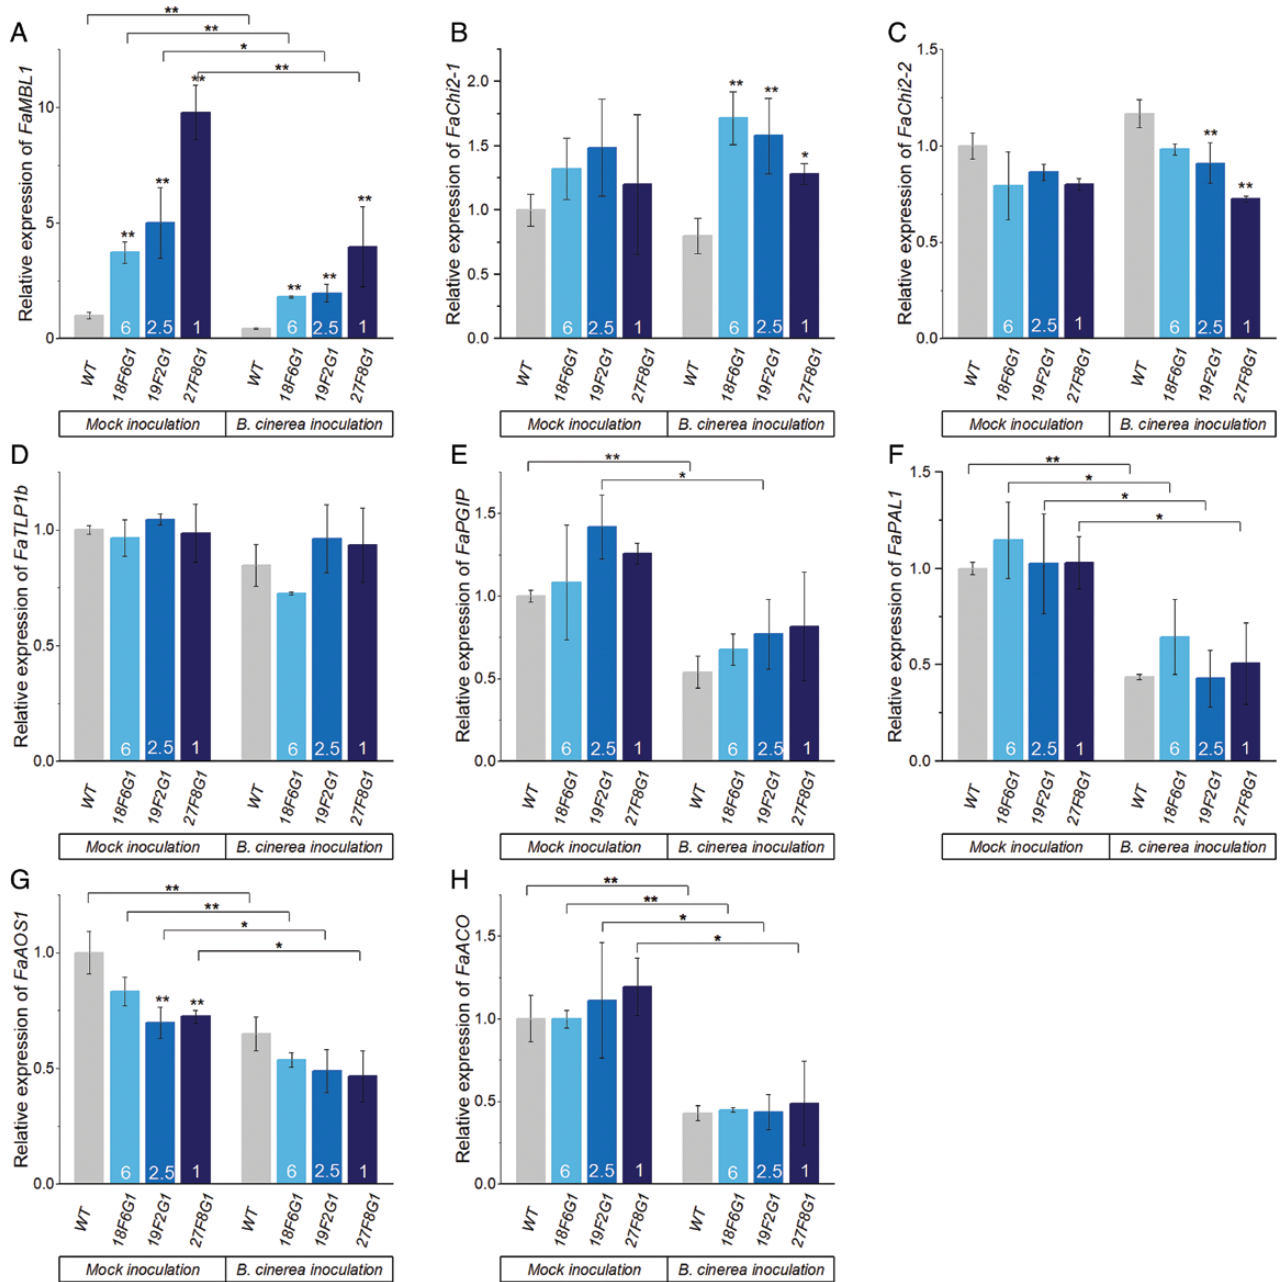 A
Relative expression of FaMBL1
10
5
0
**
**
*
**
**
**
**
**
**
**
6
2.5
1
6
2.5
1
WT
18F6G1
19F2G1
27F8G1
WT
18F6G1
19F2G1
27F8G1
Mock inoculation
B. cinerea inoculation
B
Relative expression of FaChi2-1
2.0
1.5
1.0
0.5
0.0
**
**
*
6
2.5
1
6
2.5
1
WT
18F6G1
19F2G1
27F8G1
WT
18F6G1
19F2G1
27F8G1
Mock inoculation
B. cinerea inoculation
C
Relative expression of FaChi2-2
1.5
1.0
0.5
0.0
**
**
6
2.5
1
6
2.5
1
WT
18F6G1
19F2G1
27F8G1
WT
18F6G1
19F2G1
27F8G1
Mock inoculation
B. cinerea inoculation
D
Relative expression of FaTLP1b
1.0
0.5
0.0
6
2.5
1
6
2.5
1
WT
18F6G1
19F2G1
27F8G1
WT
18F6G1
19F2G1
27F8G1
Mock inoculation
B. cinerea inoculation
E
Relative expression of FaPGIP
1.5
1.0
0.5
0.0
**
*
6
2.5
1
6
2.5
1
WT
18F6G1
19F2G1
27F8G1
WT
18F6G1
19F2G1
27F8G1
Mock inoculation
B. cinerea inoculation
F
Relative expression of FaPAL1
1.5
1.0
0.5
0.0
**
*
*
*
6
2.5
1
6
2.5
1
WT
18F6G1
19F2G1
27F8G1
WT
18F6G1
19F2G1
27F8G1
Mock inoculation
B. cinerea inoculation
G
Relative expression of FaAOS1
1.0
0.5
0.0
**
**
*
*
**
**
6
2.5
1
6
2.5
1
WT
18F6G1
19F2G1
27F8G1
WT
18F6G1
19F2G1
27F8G1
Mock inoculation
B. cinerea inoculation
H
Relative expression of FaACO
1.5
1.0
0.5
0.0
**
**
*
*
6
2.5
1
6
2.5
1
WT
18F6G1
19F2G1
27F8G1
WT
18F6G1
19F2G1
27F8G1
Mock inoculation
B. cinerea inoculation